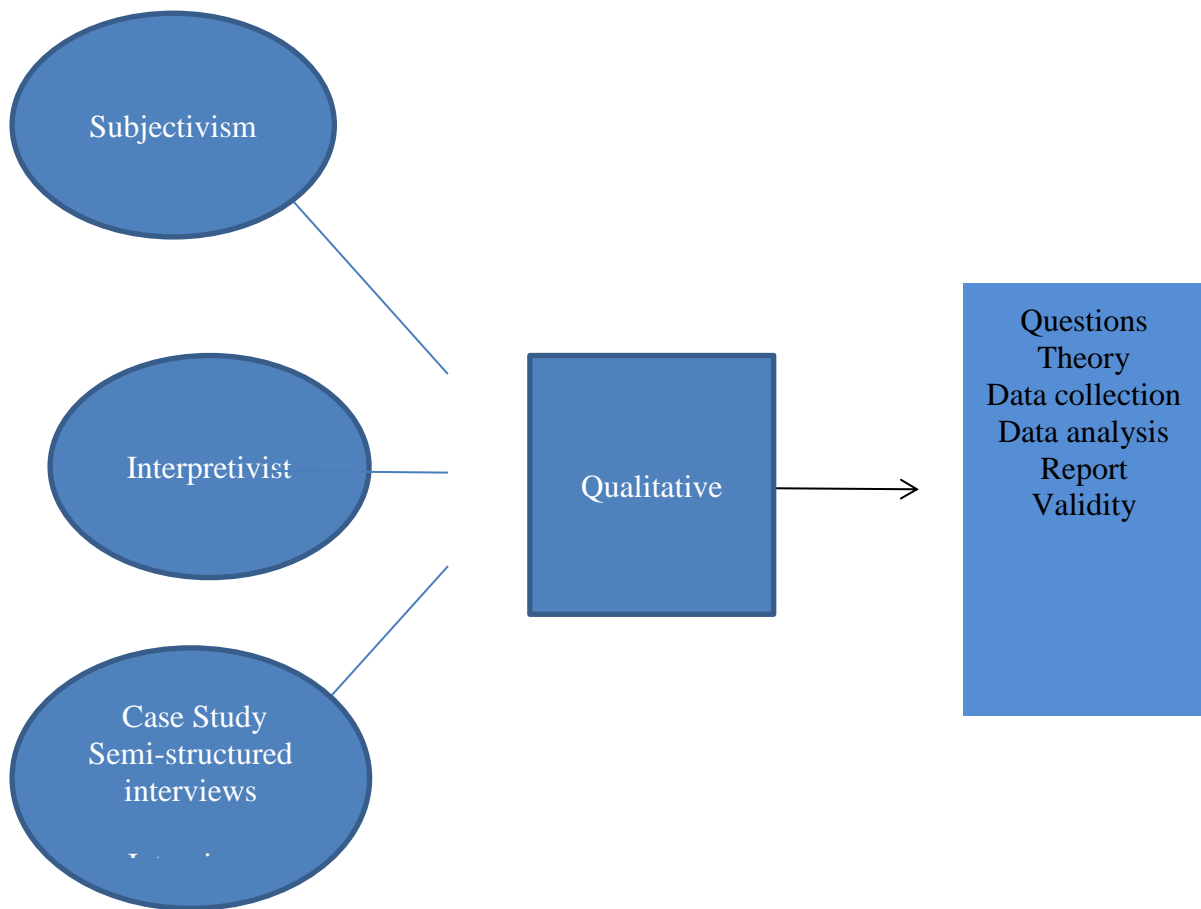 Subjectivism
Interpretivist
Case Study
Semi-structured
interviews
Qualitative
Questions
Theory
Data collection
Data analysis
Report
Validity